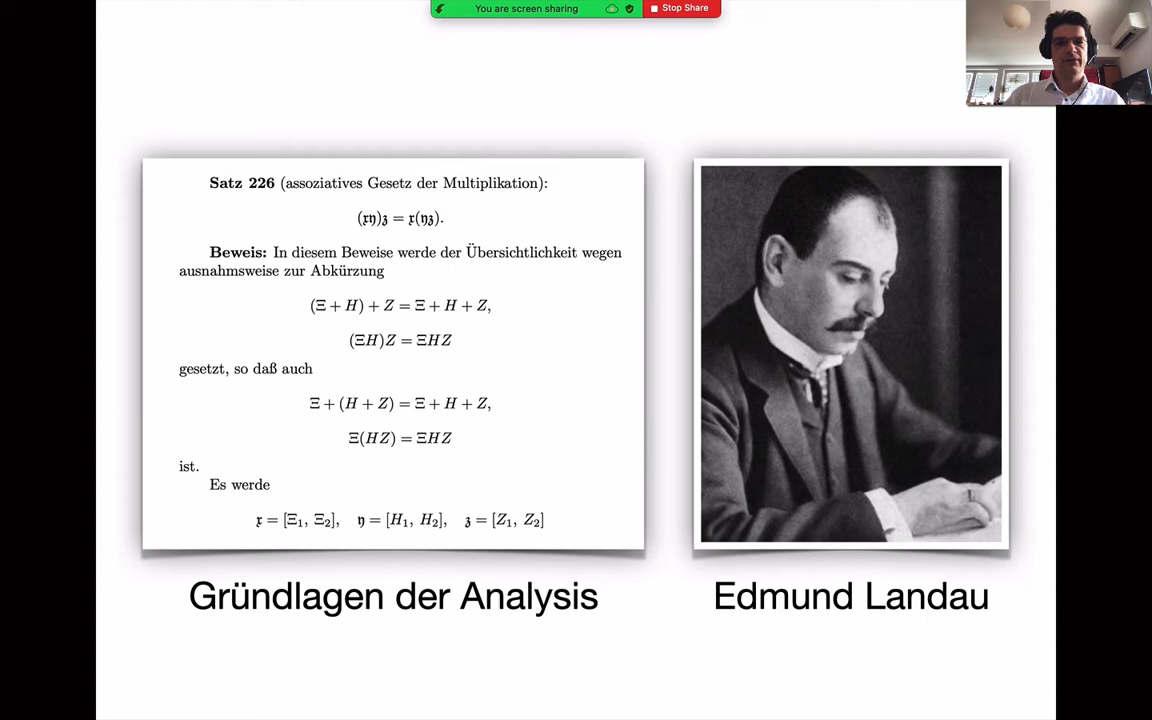 You are screen sharing
Stop Share
Satz 226 (assoziatives Gesetz der Multiplikation):
(𝔵𝔶)𝔷 = 𝔵(𝔶𝔷).
Beweis: In diesem Beweise werde der Übersichtlichkeit wegen
ausnahmsweise zur Abkürzung
(Ξ + H) + Z = Ξ + H + Z,
(ΞH)Z = ΞHZ
gesetzt, so daß auch
Ξ + (H + Z) = Ξ + H + Z,
Ξ(HZ) = ΞHZ
ist.
Es werde
𝔵 = [Ξ₁, Ξ₂], 𝔶 = [H₁, H₂], 𝔷 = [Z₁, Z₂]
Gründlagen der Analysis
Edmund Landau